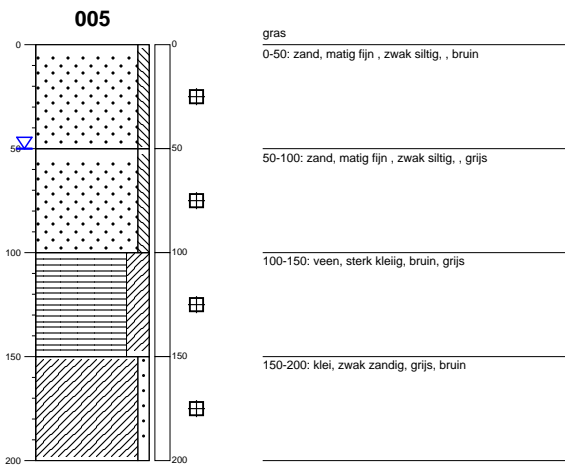 005
gras
0
0
0-50: zand, matig fijn , zwak siltig, , bruin
50
50
50-100: zand, matig fijn , zwak siltig, , grijs
100
100
100-150: veen, sterk kleiig, bruin, grijs
150
150
150-200: klei, zwak zandig, grijs, bruin
200
200